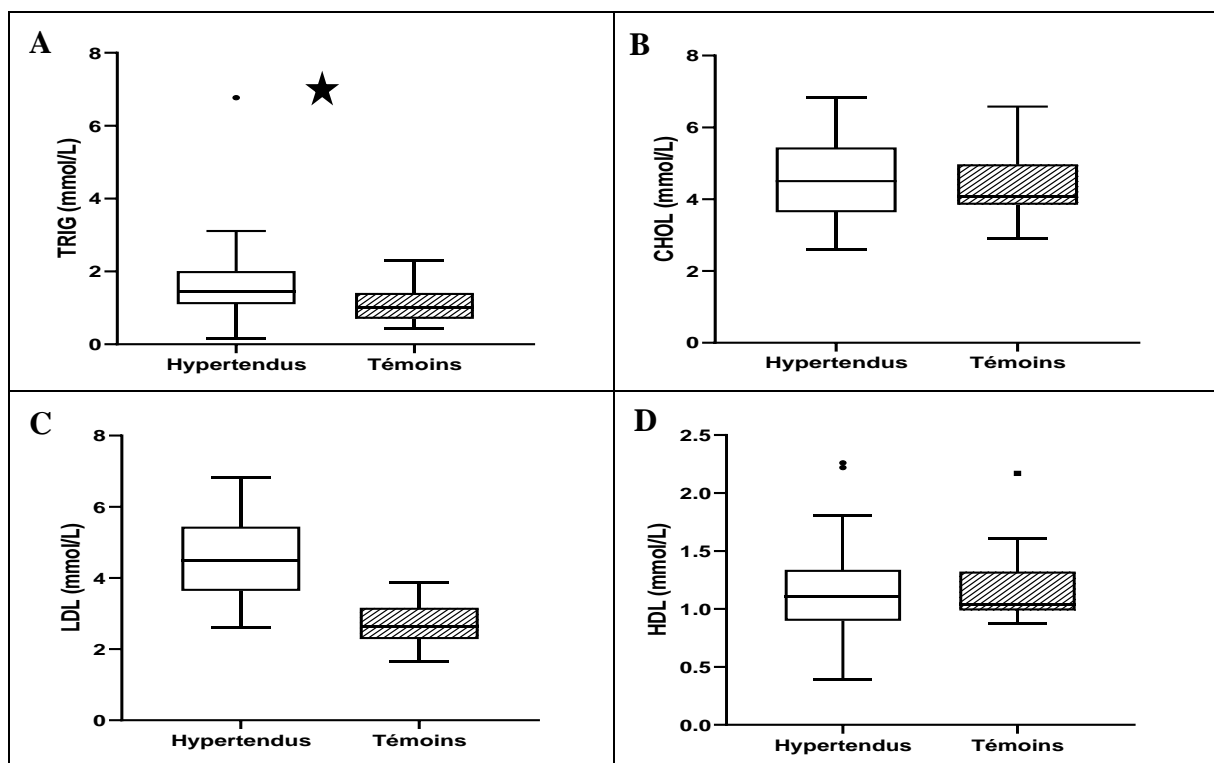 A
TRIG (mmol/L)
8
6
4
2
0
Hypertendus Témoins
B
CHOL (mmol/L)
8
6
4
2
0
Hypertendus Témoins
C
LDL (mmol/L)
8
6
4
2
0
Hypertendus Témoins
D
HDL (mmol/L)
2.5
2.0
1.5
1.0
0.5
0.0
Hypertendus Témoins